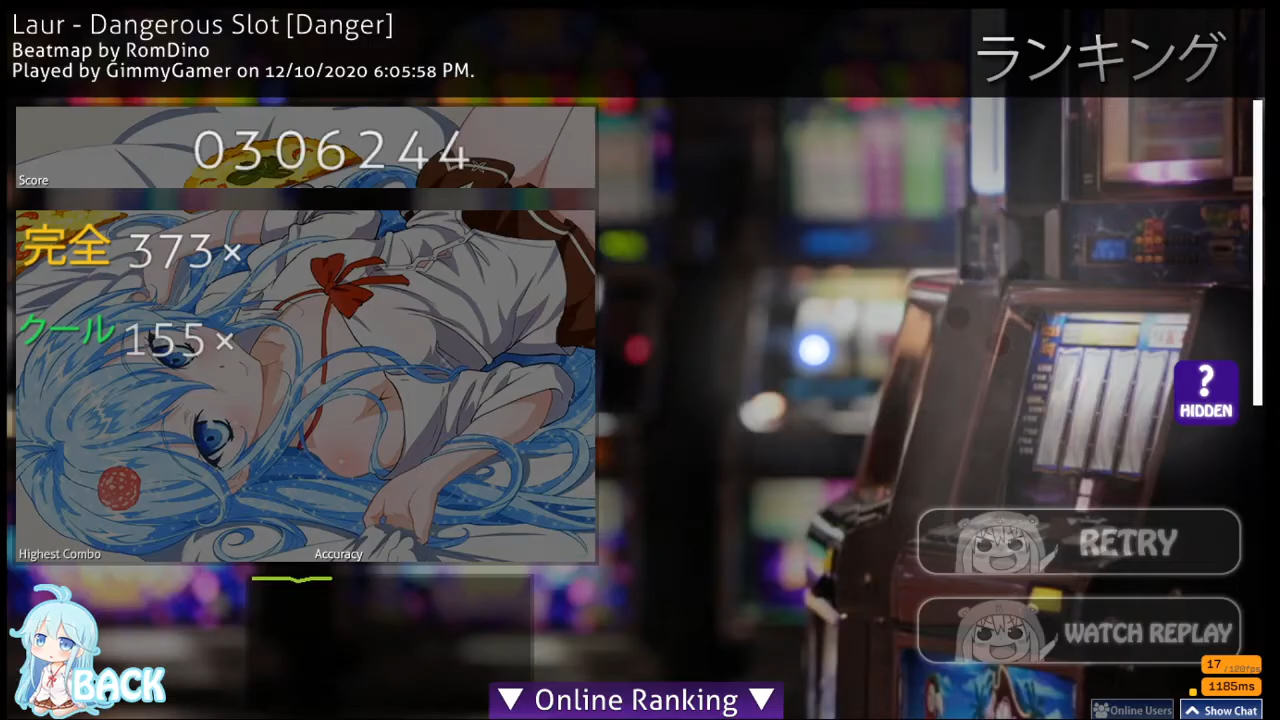 Laur - Dangerous Slot [Danger]
Beatmap by RomDino
Played by GimmyGamer on 12/10/2020 6:05:58 PM.
ランキング
0306244
Score
完全 373×
クール 155×
Highest Combo
Accuracy
?
HIDDEN
RETRY
WATCH REPLAY
BACK
▼ Online Ranking ▼
17 /120fps
1185ms
Online Users
Show Chat